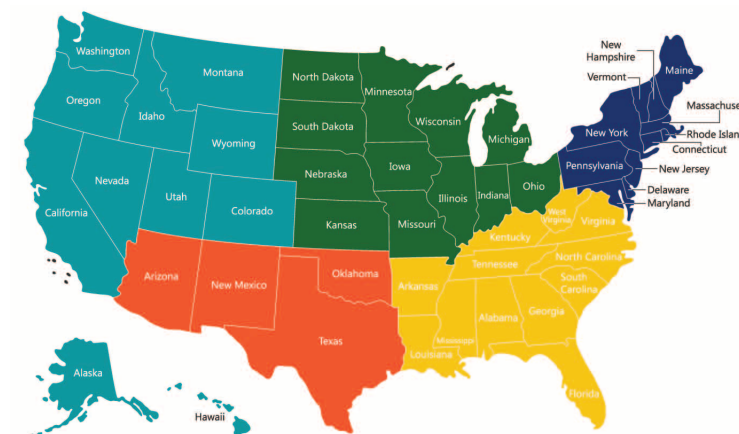 Washington
Montana
Oregon
Idaho
Wyoming
Nevada
Utah
Colorado
California
North Dakota
Minnesota
South Dakota
Wisconsin
Michigan
Nebraska
Iowa
Illinois
Indiana
Ohio
Kansas
Missouri
New
Hampshire
Vermont
Maine
Massachuse
New York
Rhode Islan
Connecticut
Pennsylvania
New Jersey
Delaware
Maryland
West
Virginia
Virginia
Kentucky
Tennessee
North Carolina
South
Carolina
Arkansas
Mississippi
Alabama
Georgia
Louisiana
Florida
Arizona
New Mexico
Oklahoma
Texas
Alaska
Hawaii